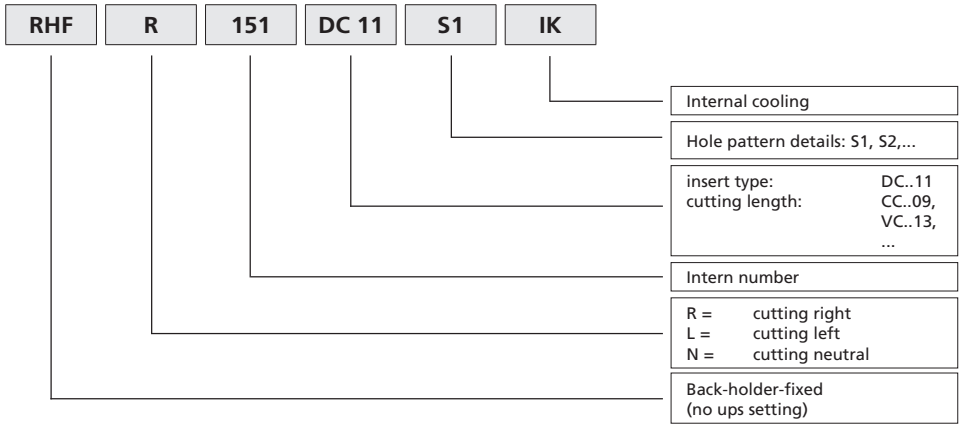 RHF R 151 DC 11 S1 IK
Internal cooling
Hole pattern details: S1, S2,...
insert type: DC..11
cutting length: CC..09,
VC..13,
...
Intern number
R = cutting right
L = cutting left
N = cutting neutral
Back-holder-fixed
(no ups setting)